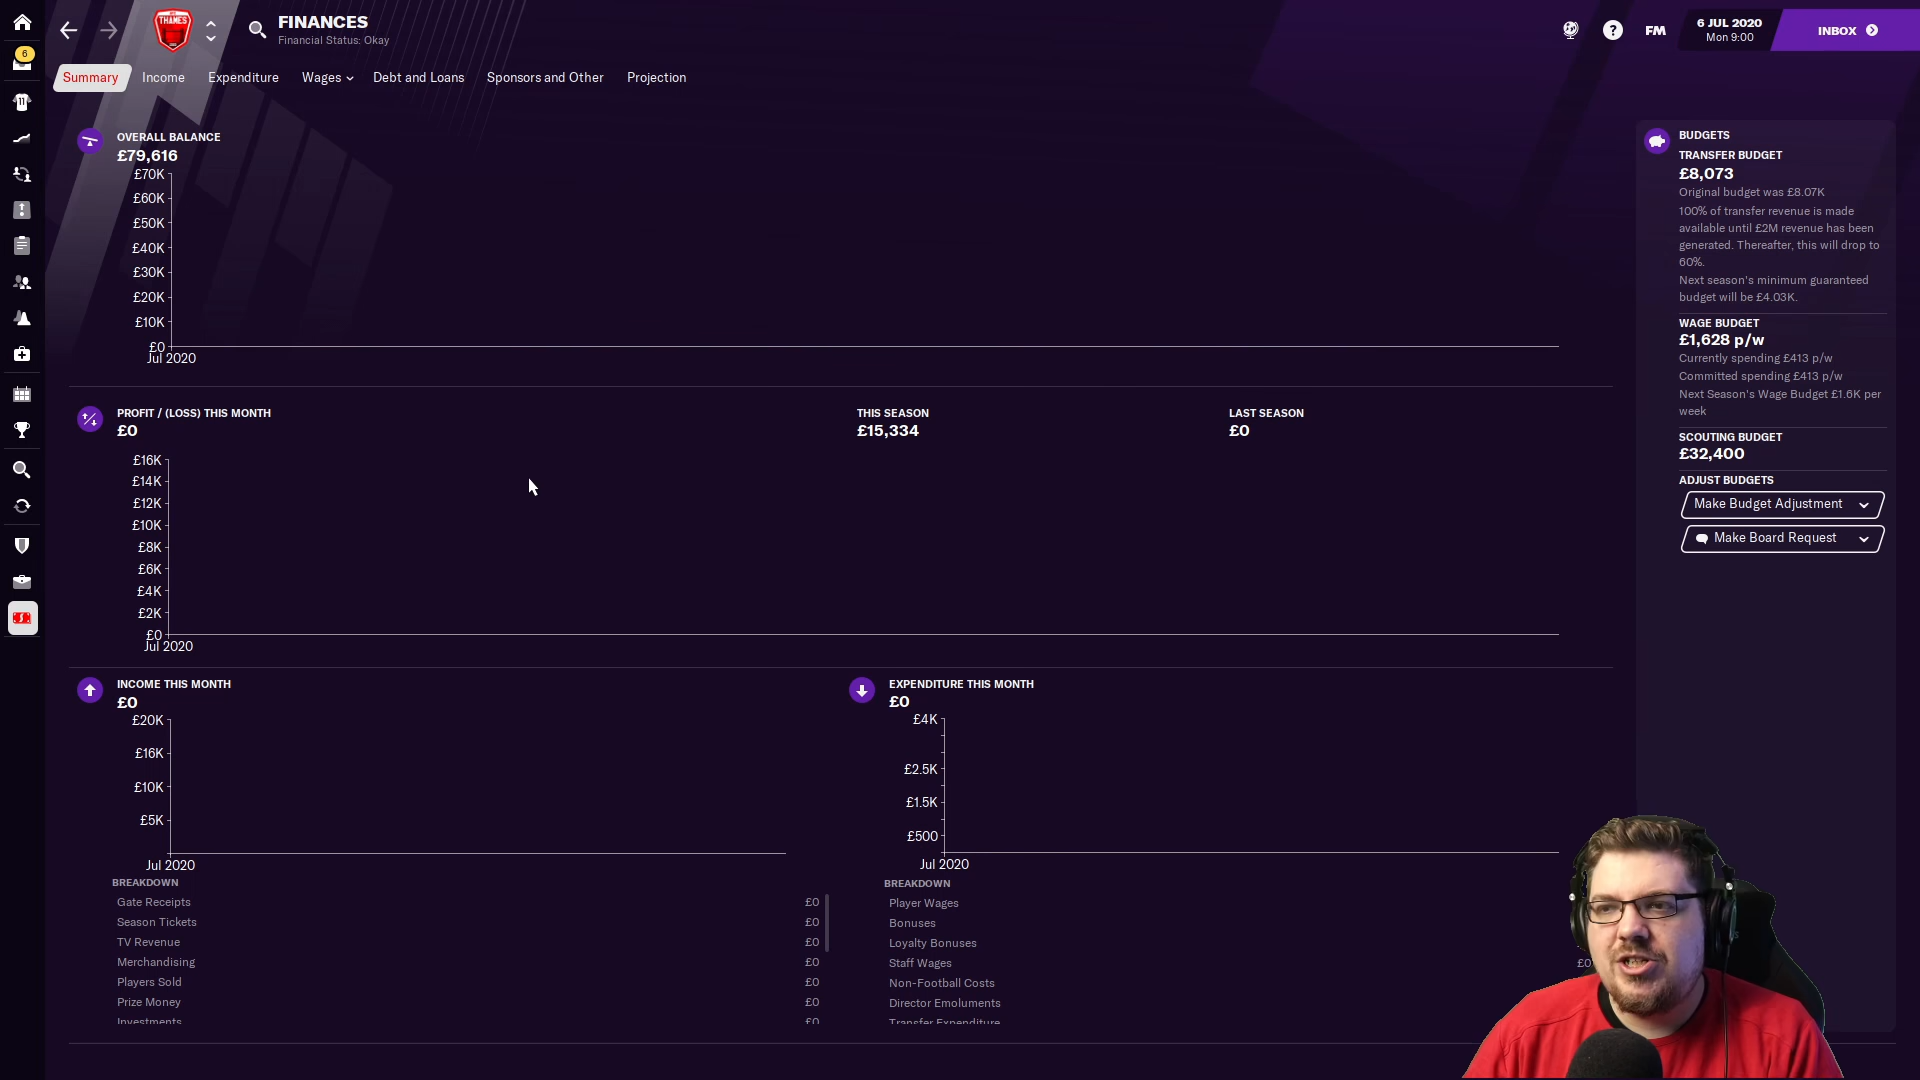 THAMES
FINANCES
Financial Status: Okay
FM
6 JUL 2020
Mon 9:00
INBOX
6
11
Summary
Income
Expenditure
Wages
Debt and Loans
Sponsors and Other
Projection
OVERALL BALANCE
£79,616
£70K
£60K
£50K
£40K
£30K
£20K
£10K
£0
Jul 2020
PROFIT / (LOSS) THIS MONTH
£0
THIS SEASON
£15,334
LAST SEASON
£0
£16K
£14K
£12K
£10K
£8K
£6K
£4K
£2K
£0
Jul 2020
INCOME THIS MONTH
£0
£20K
£16K
£10K
£5K
Jul 2020
BREAKDOWN
Gate Receipts £0
Season Tickets £0
TV Revenue £0
Merchandising £0
Players Sold £0
Prize Money £0
Investments £0
EXPENDITURE THIS MONTH
£0
£4K
£2.5K
£1.5K
£500
Jul 2020
BREAKDOWN
Player Wages
Bonuses
Loyalty Bonuses
Staff Wages £0
Non-Football Costs
Director Emoluments
Transfer Expenditure
BUDGETS
TRANSFER BUDGET
£8,073
Original budget was £8.07K
100% of transfer revenue is made
available until £2M revenue has been
generated. Thereafter, this will drop to
60%.
Next season's minimum guaranteed
budget will be £4.03K.
WAGE BUDGET
£1,628 p/w
Currently spending £413 p/w
Committed spending £413 p/w
Next Season's Wage Budget £1.6K per
week
SCOUTING BUDGET
£32,400
ADJUST BUDGETS
Make Budget Adjustment
Make Board Request